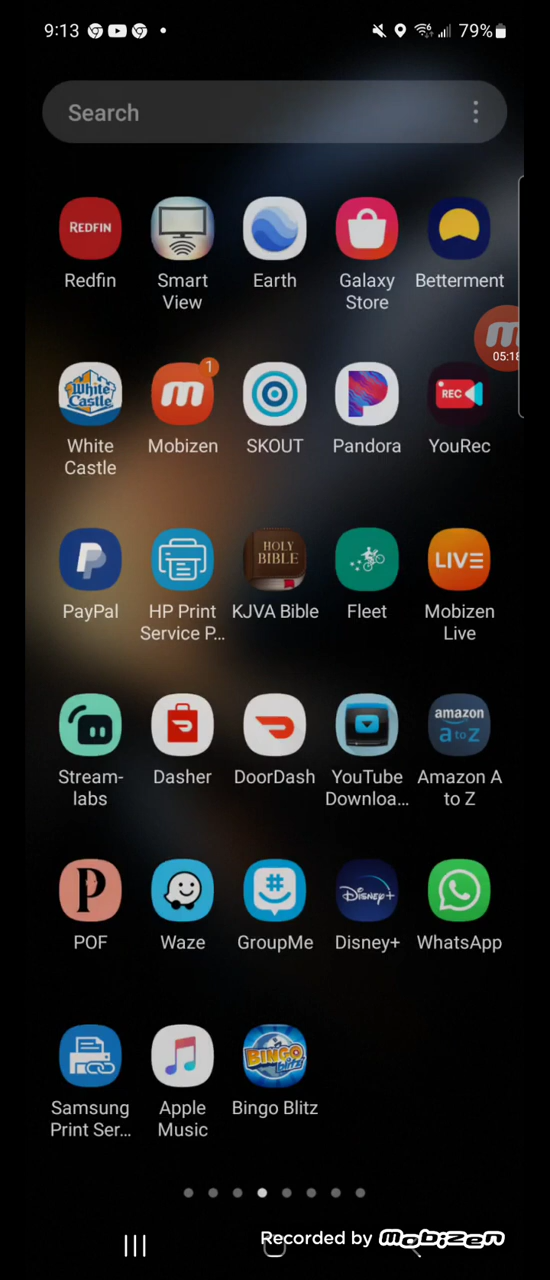 9:13
79%
Search
REDFIN
Redfin
Smart
View
Earth
Galaxy
Store
Betterment
05:18
White
Castle
White
Castle
m
1
Mobizen
SKOUT
Pandora
REC
YouRec
PayPal
HP Print
Service P...
HOLY
BIBLE
KJVA Bible
Fleet
LIVE
Mobizen
Live
Stream-
labs
Dasher
DoorDash
YouTube
Downloa...
amazon
a to z
Amazon A
to Z
P
POF
Waze
#
GroupMe
Disney+
Disney+
WhatsApp
Samsung
Print Ser...
Apple
Music
BINGO
blitz
Bingo Blitz
Recorded by mobizen